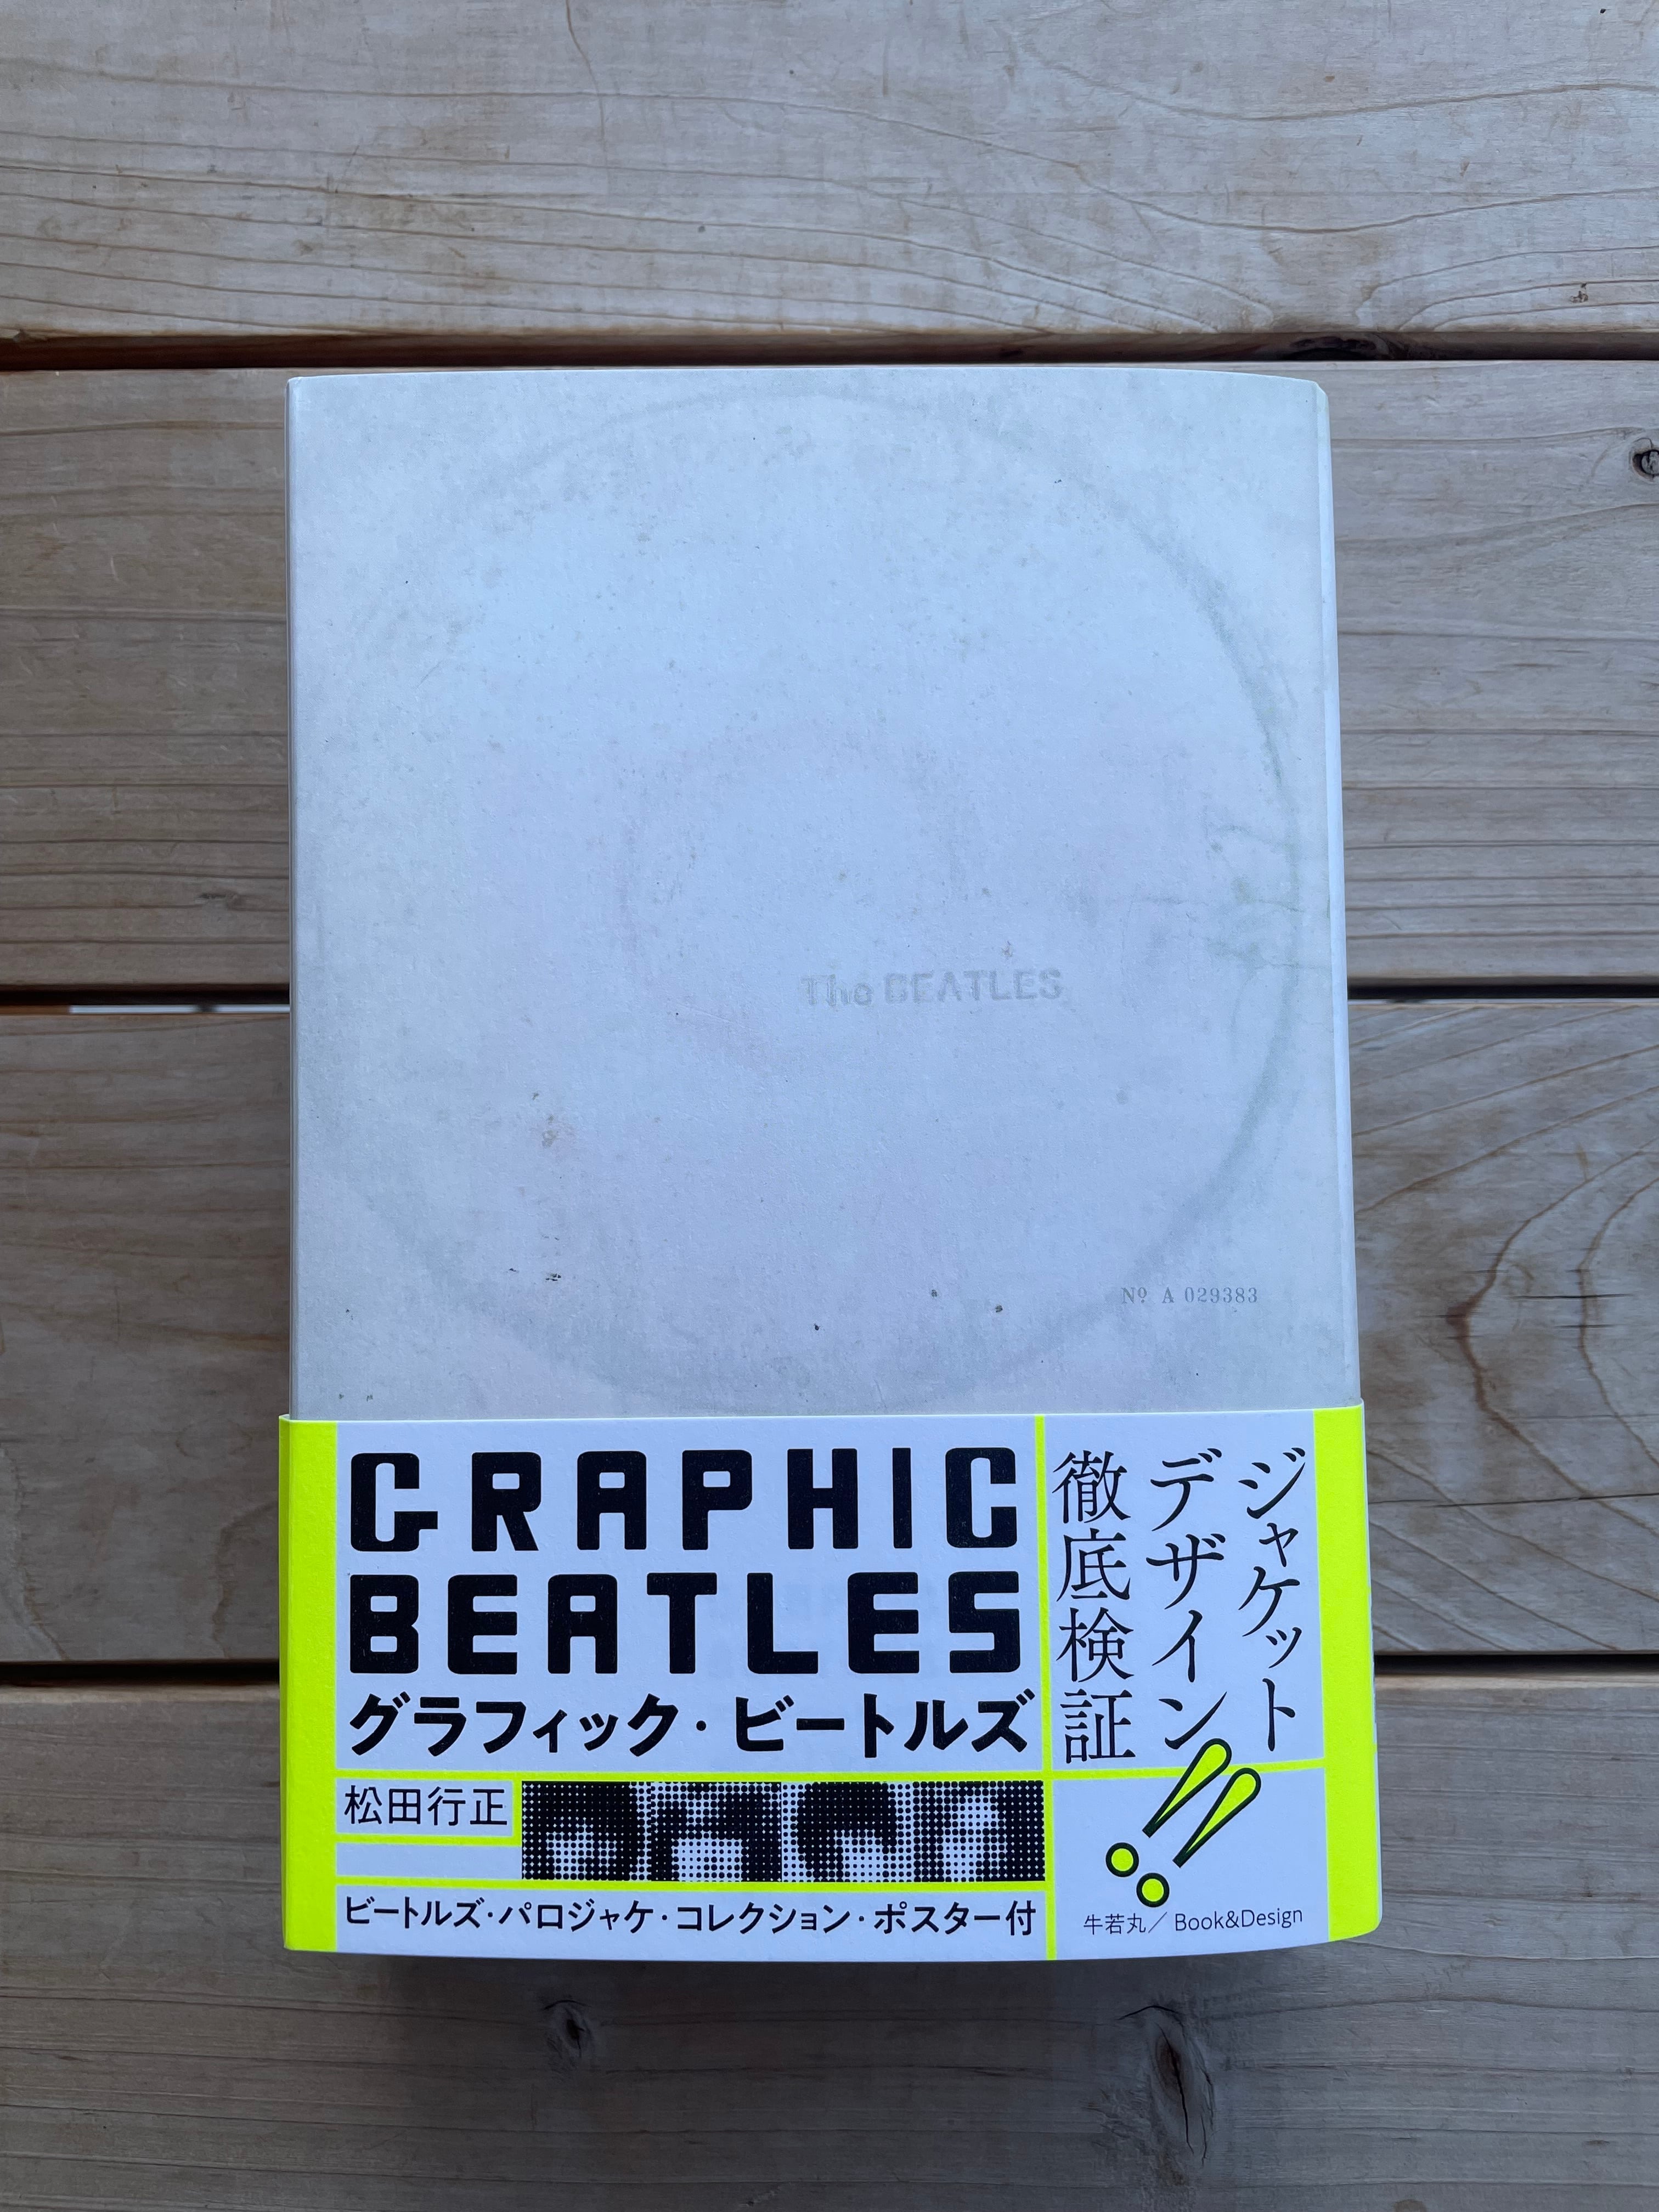 The BEATLES
Nº A 029383
GRAPHIC
BEATLES
グラフィック・ビートルズ
ジャケット
デザイン
徹底検証
!!
松田行正
ビートルズ・パロジャケ・コレクション・ポスター付
牛若丸／Book&Design